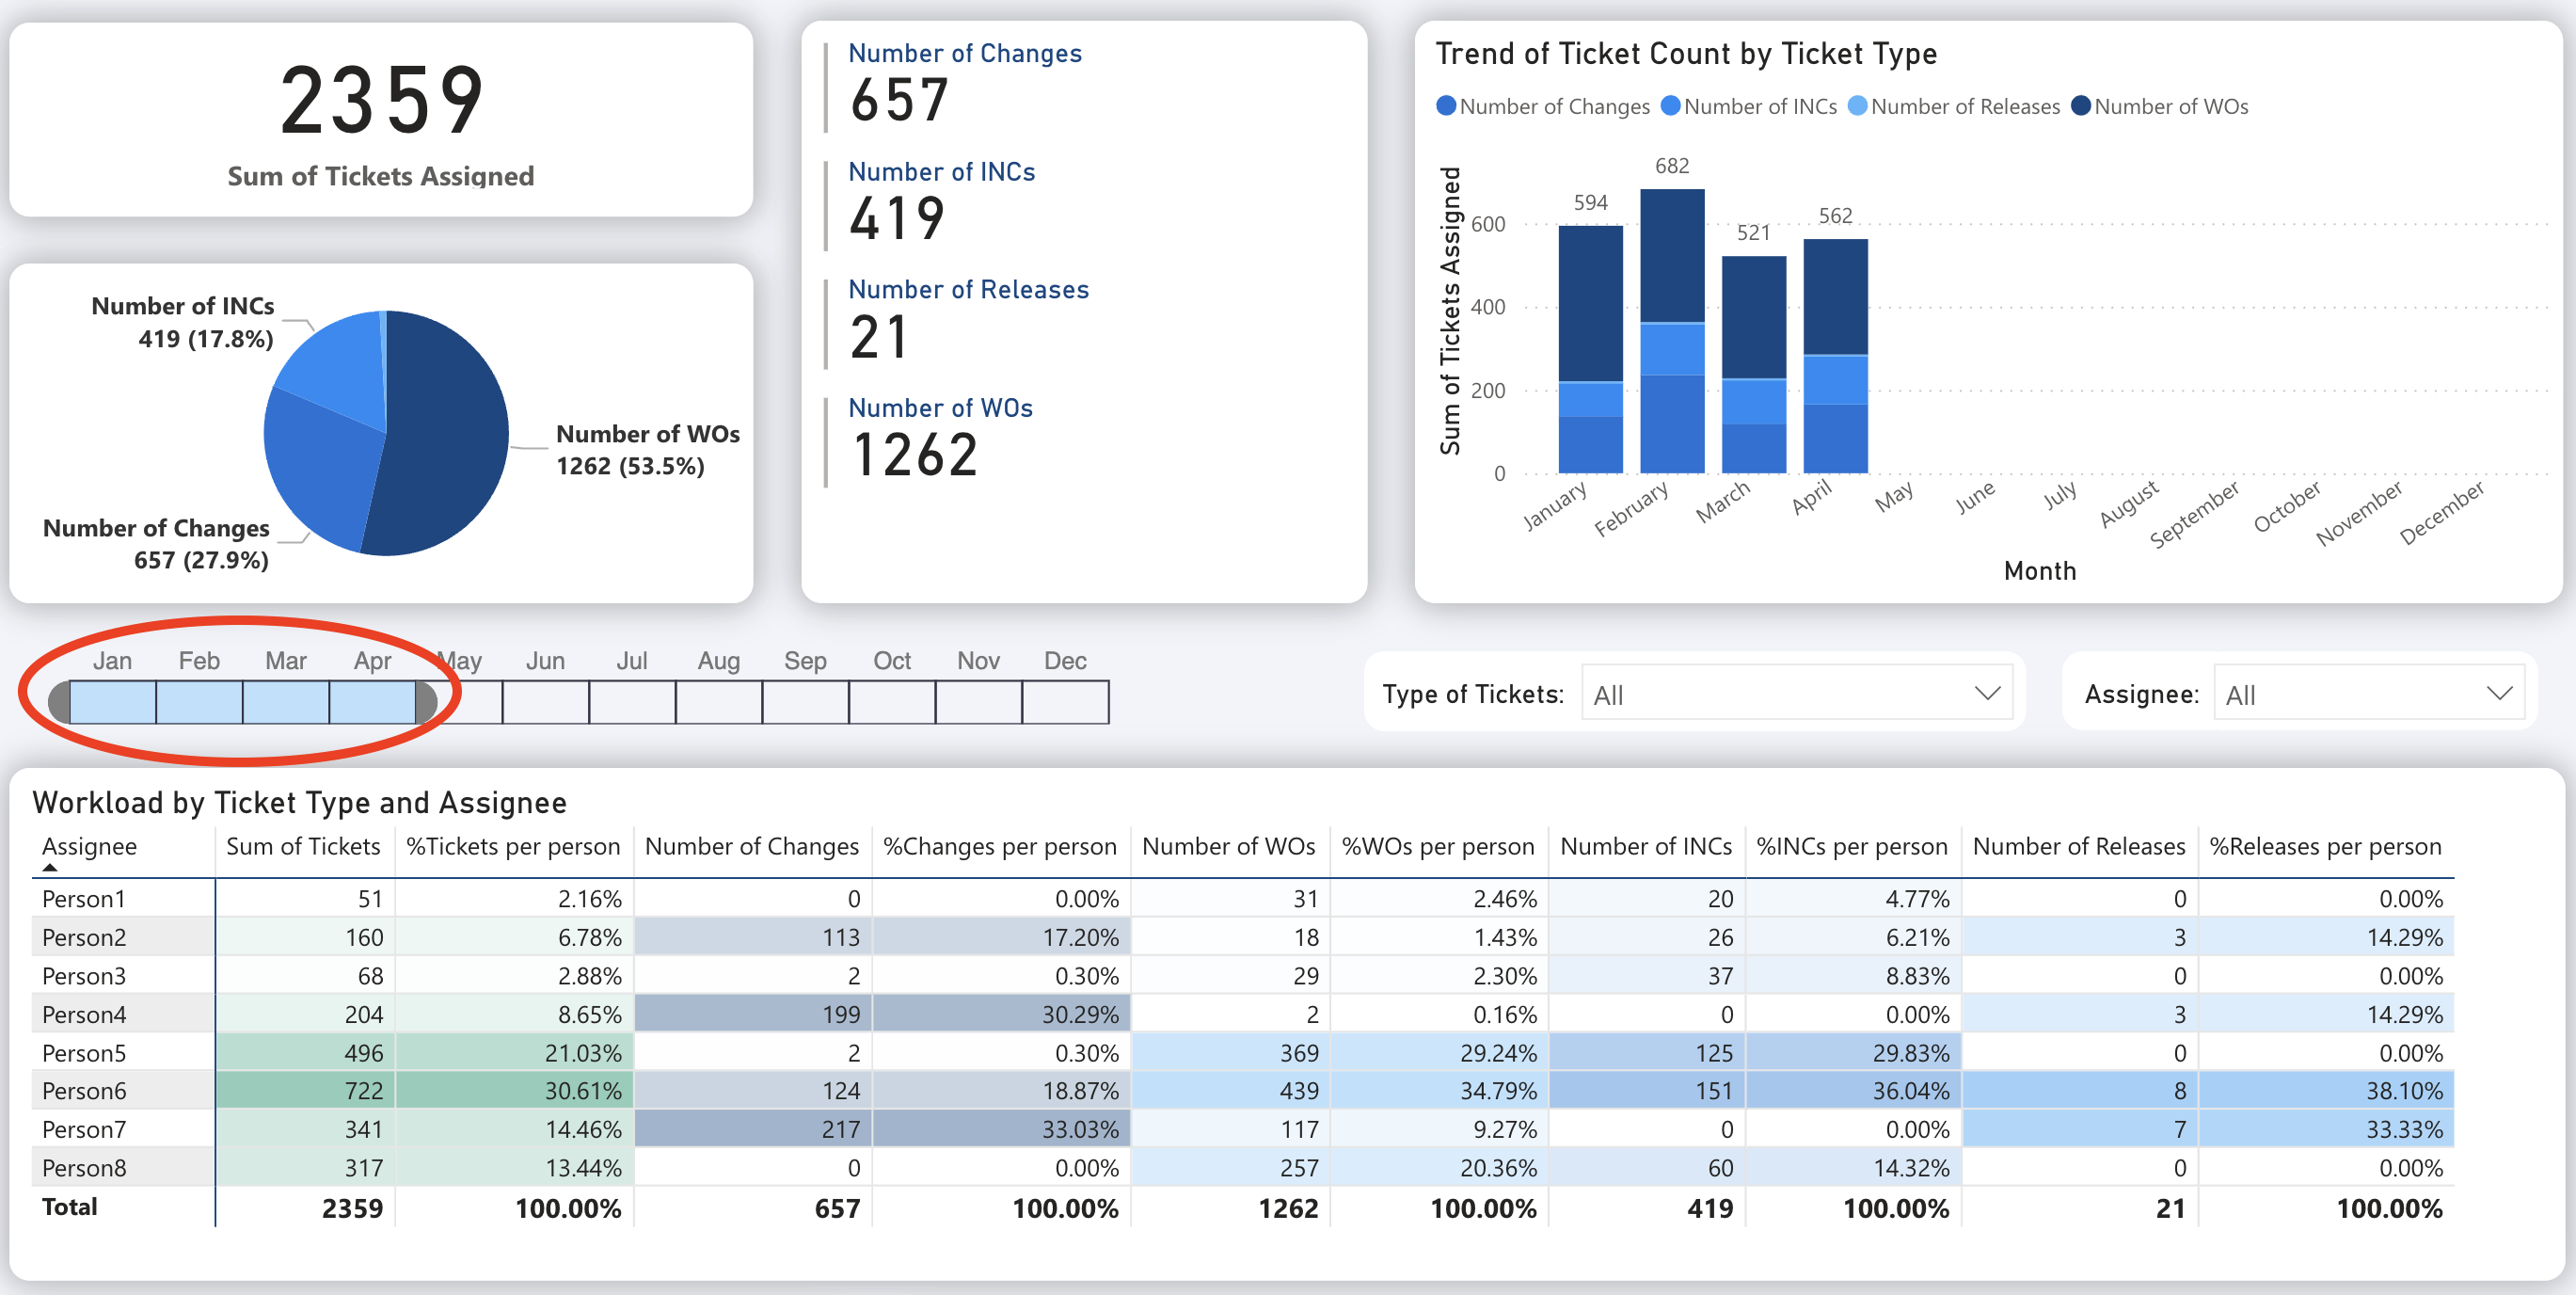 2359
Sum of Tickets Assigned
Number of INCs
419 (17.8%)
Number of WOs
1262 (53.5%)
Number of Changes
657 (27.9%)
Number of Changes
657
Number of INCs
419
Number of Releases
21
Number of WOs
1262
Trend of Ticket Count by Ticket Type
Number of Changes Number of INCs Number of Releases Number of WOs
Sum of Tickets Assigned
600
400
200
0
594
682
521
562
January February March April May June July August September October November December
Month
Jan Feb Mar Apr May Jun Jul Aug Sep Oct Nov Dec
Type of Tickets: All
Assignee: All
Workload by Ticket Type and Assignee
Assignee Sum of Tickets %Tickets per person Number of Changes %Changes per person Number of WOs %WOs per person Number of INCs %INCs per person Number of Releases %Releases per person
Person1 51 2.16% 0 0.00% 31 2.46% 20 4.77% 0 0.00%
Person2 160 6.78% 113 17.20% 18 1.43% 26 6.21% 3 14.29%
Person3 68 2.88% 2 0.30% 29 2.30% 37 8.83% 0 0.00%
Person4 204 8.65% 199 30.29% 2 0.16% 0 0.00% 3 14.29%
Person5 496 21.03% 2 0.30% 369 29.24% 125 29.83% 0 0.00%
Person6 722 30.61% 124 18.87% 439 34.79% 151 36.04% 8 38.10%
Person7 341 14.46% 217 33.03% 117 9.27% 0 0.00% 7 33.33%
Person8 317 13.44% 0 0.00% 257 20.36% 60 14.32% 0 0.00%
Total 2359 100.00% 657 100.00% 1262 100.00% 419 100.00% 21 100.00%